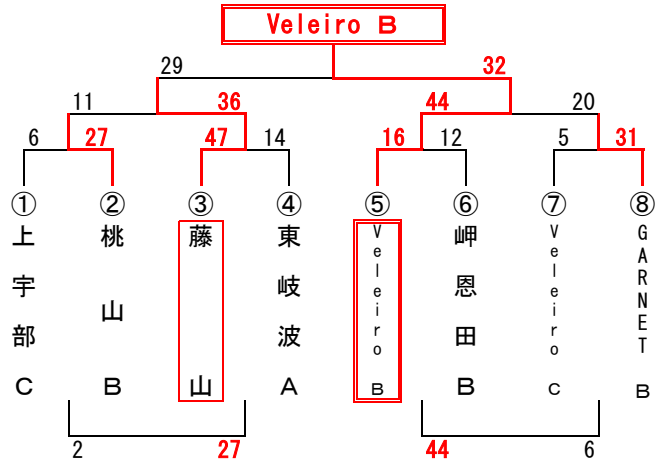 Veleiro B
29 32
11 36 44 20
6 27 47 14 16 12 5 31
① ② ③ ④ ⑤ ⑥ ⑦ ⑧
上宇部C
桃山B
藤山
東岐波A
Veleiro B
岬恩田B
Veleiro C
GARNET B
2 27 44 6